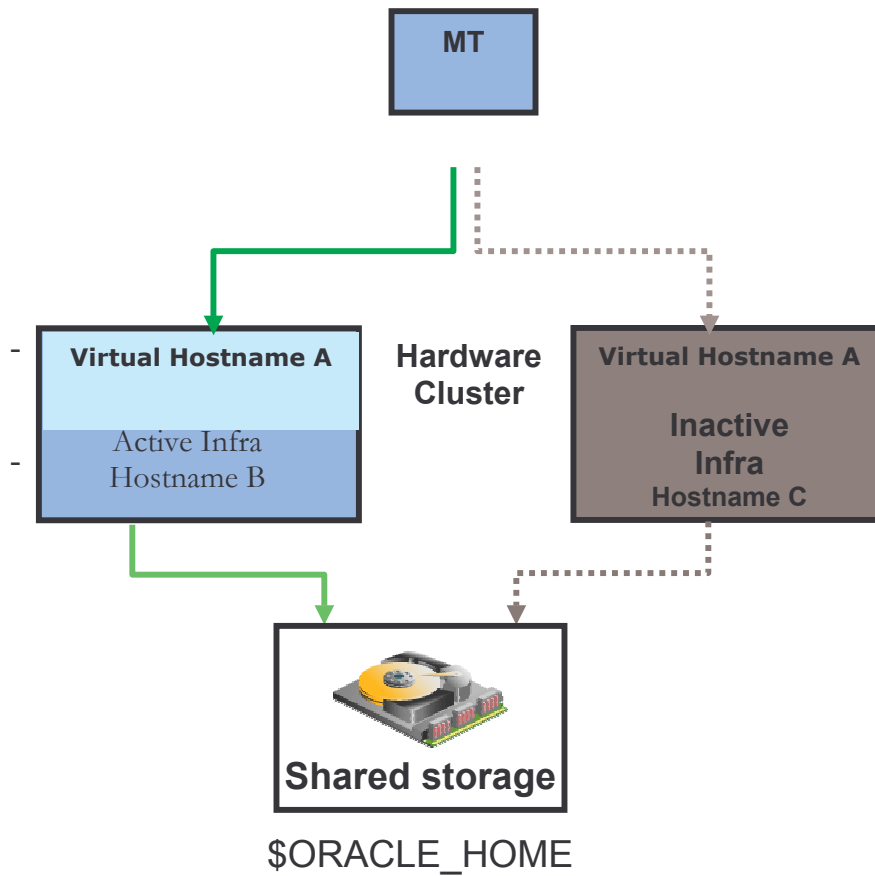 MT
-
Virtual Hostname A
-
Active Infra
Hostname B
Hardware
Cluster
Virtual Hostname A
Inactive
Infra
Hostname C
Shared storage
$ORACLE_HOME